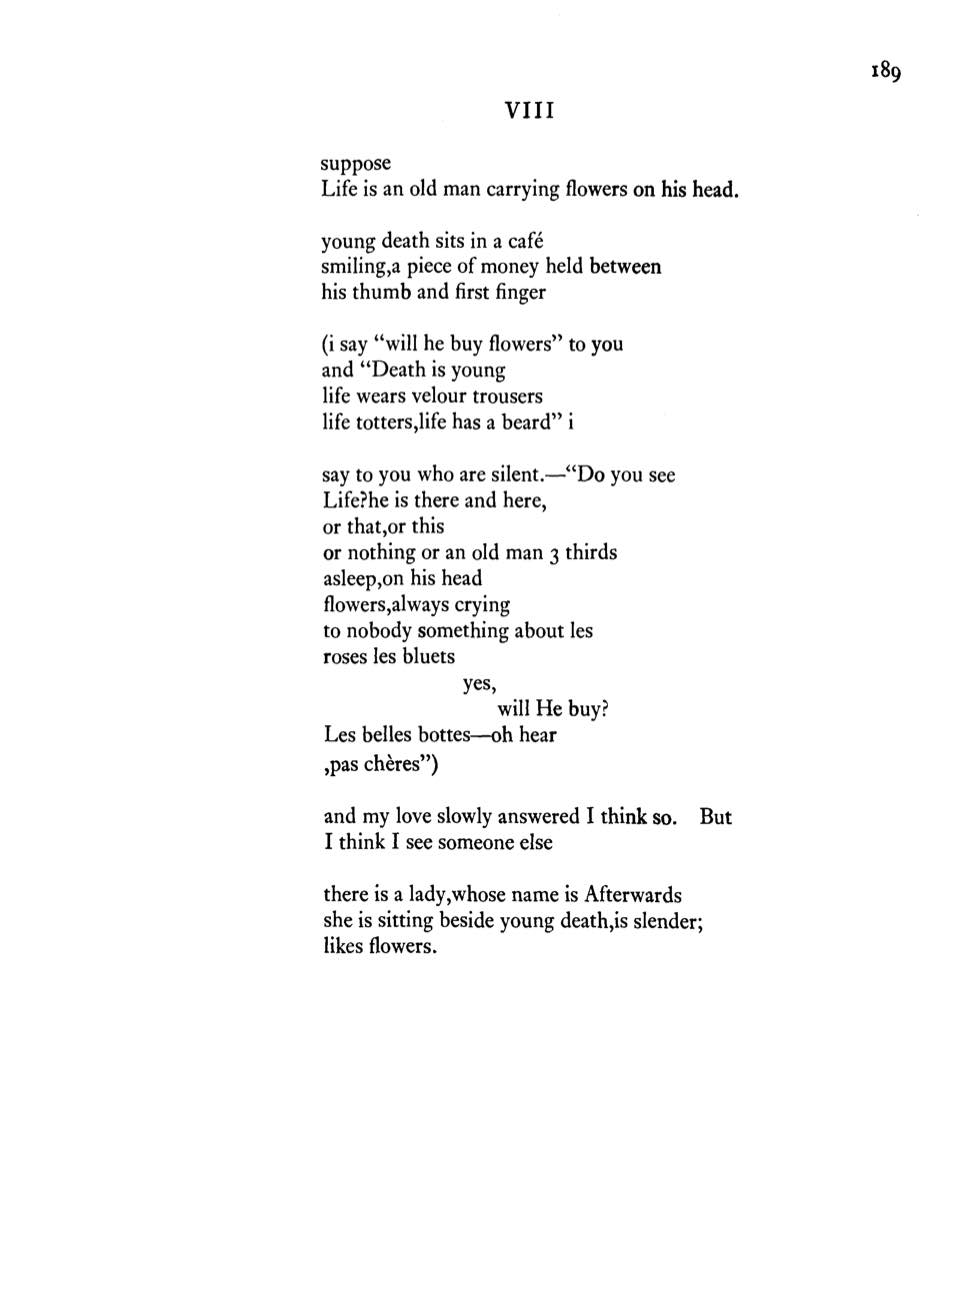 189
VIII
suppose
Life is an old man carrying flowers on his head.
young death sits in a café
smiling,a piece of money held between
his thumb and first finger
(i say “will he buy flowers” to you
and “Death is young
life wears velour trousers
life totters,life has a beard” i
say to you who are silent.—“Do you see
Life?he is there and here,
or that,or this
or nothing or an old man 3 thirds
asleep,on his head
flowers,always crying
to nobody something about les
roses les bluets
yes,
will He buy?
Les belles bottes—oh hear
,pas chères”)
and my love slowly answered I think so. But
I think I see someone else
there is a lady,whose name is Afterwards
she is sitting beside young death,is slender;
likes flowers.